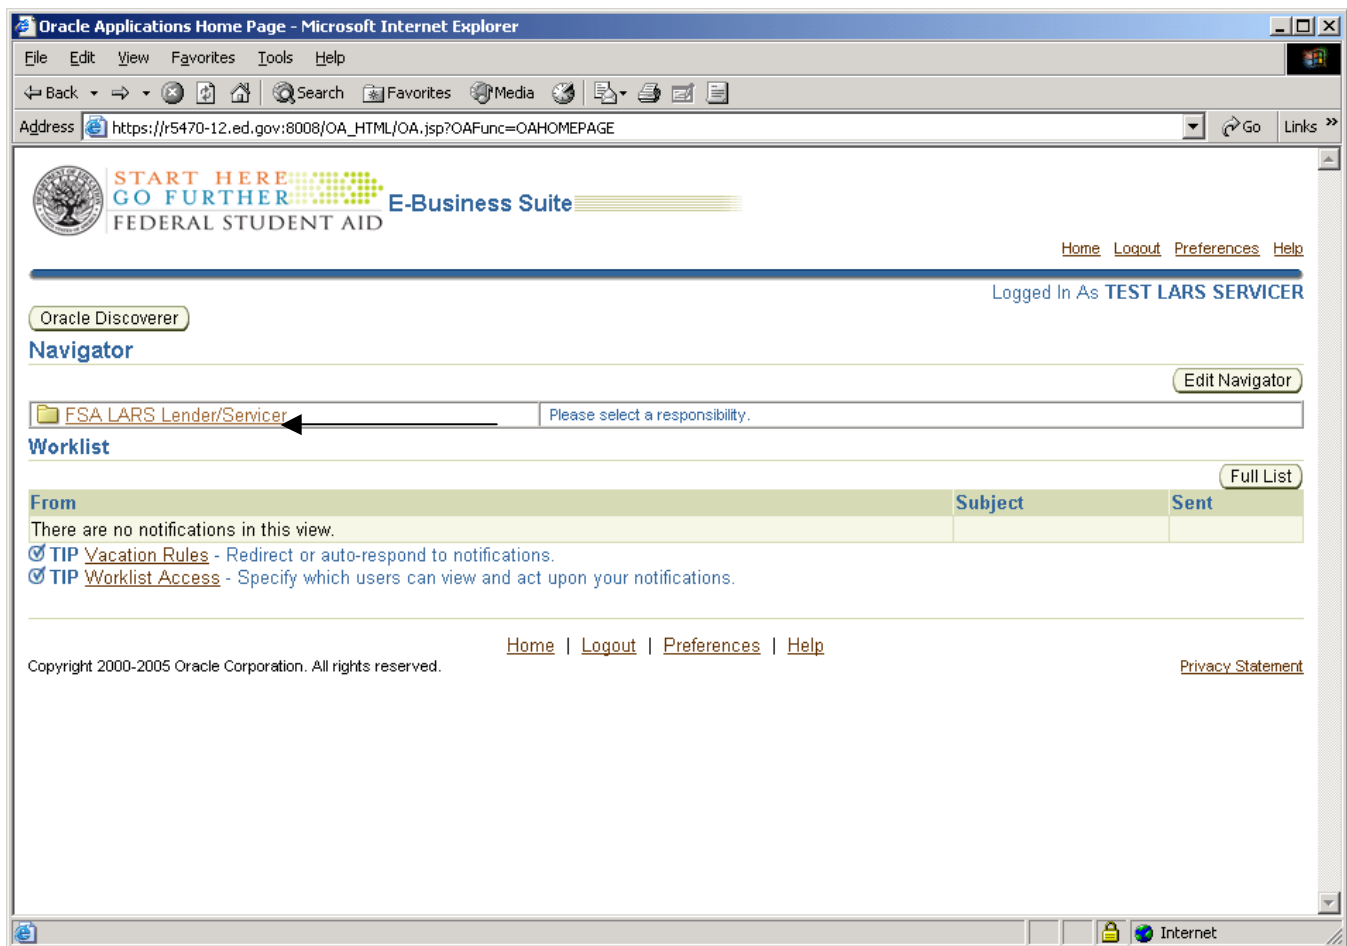 Oracle Applications Home Page - Microsoft Internet Explorer
File Edit View Favorites Tools Help
Back Search Favorites Media
Address https://r5470-12.ed.gov:8008/OA_HTML/OA.jsp?OAFunc=OAHOMEPAGE Go Links »
START HERE
GO FURTHER
FEDERAL STUDENT AID
E-Business Suite
Home Logout Preferences Help
Logged In As TEST LARS SERVICER
Oracle Discoverer
Navigator
Edit Navigator
FSA LARS Lender/Servicer Please select a responsibility.
Worklist
Full List
From Subject Sent
There are no notifications in this view.
TIP Vacation Rules - Redirect or auto-respond to notifications.
TIP Worklist Access - Specify which users can view and act upon your notifications.
Home | Logout | Preferences | Help
Copyright 2000-2005 Oracle Corporation. All rights reserved. Privacy Statement
Internet